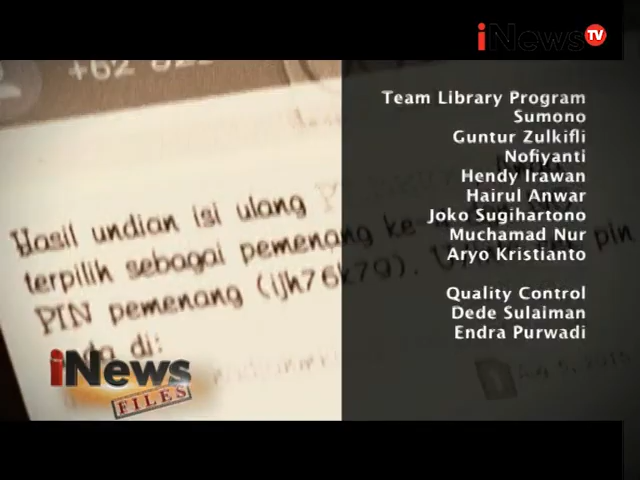 iNews TV
+62 82
Hasil undian isi ulang
terpilih sebagai pemenang ke-
PIN pemenang (ijh76k79).
pin
di:
iNews
FILES
Team Library Program
Sumono
Guntur Zulkifli
Nofiyanti
Hendy Irawan
Hairul Anwar
Joko Sugihartono
Muchamad Nur
Aryo Kristianto
Quality Control
Dede Sulaiman
Endra Purwadi